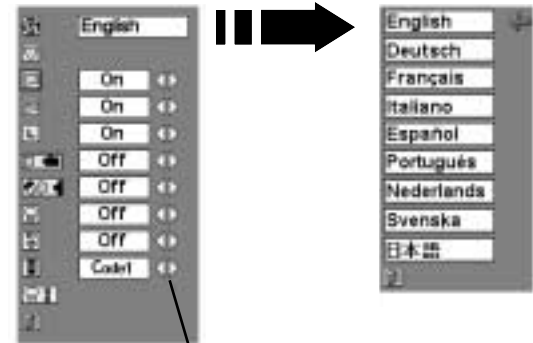 English
On
On
On
Off
Off
Off
Off
Code1
English
Deutsch
Français
Italiano
Español
Português
Nederlands
Svenska
日本語